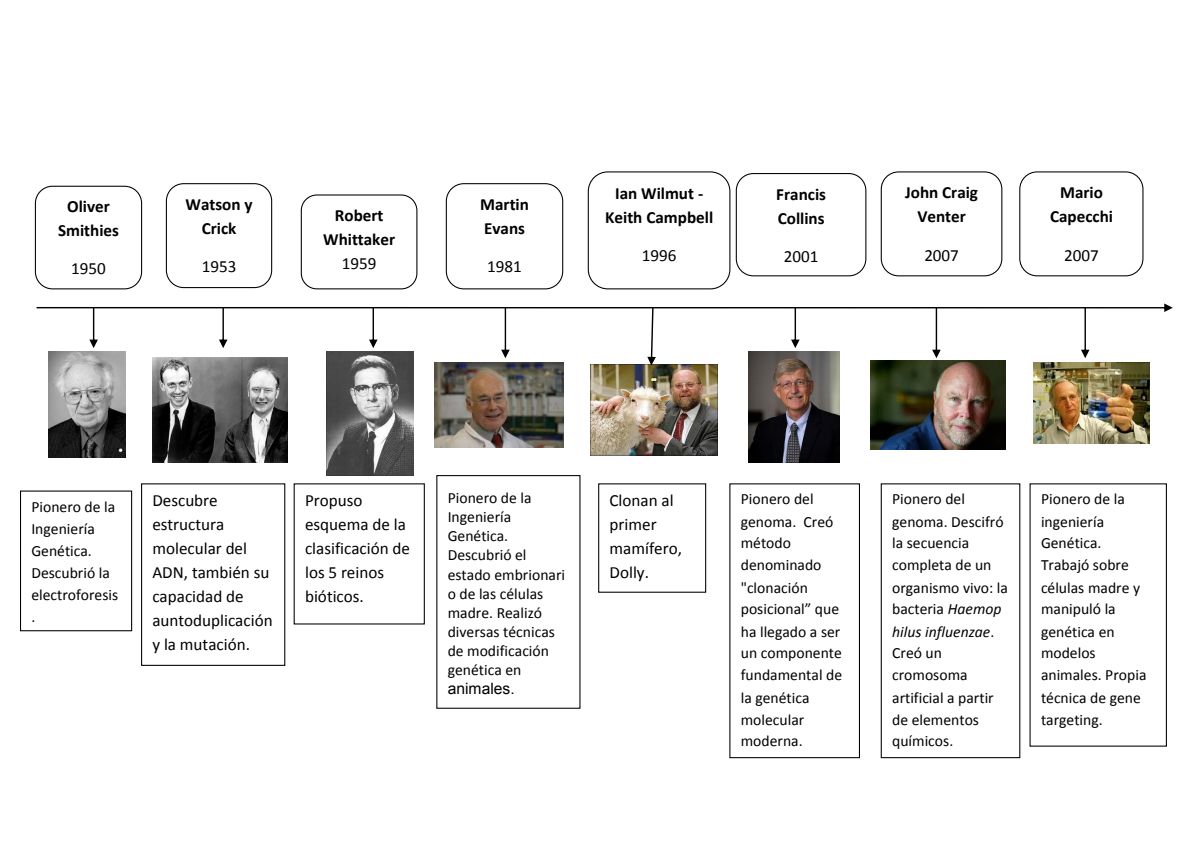 Oliver
Smithies
1950
Watson y
Crick
1953
Robert
Whittaker
1959
Martin
Evans
1981
Ian Wilmut -
Keith Campbell
1996
Francis
Collins
2001
John Craig
Venter
2007
Mario
Capecchi
2007
Pionero de la
Ingeniería
Genética.
Descubrió la
electroforesis
.
Descubre
estructura
molecular del
ADN, también su
capacidad de
auntoduplicación
y la mutación.
Propuso
esquema de la
clasificación de
los 5 reinos
bióticos.
Pionero de la
Ingeniería
Genética.
Descubrió el
estado embrionari
o de las células
madre. Realizó
diversas técnicas
de modificación
genética en
animales.
Clonan al
primer
mamífero,
Dolly.
Pionero del
genoma.  Creó
método
denominado
"clonación
posicional” que
ha llegado a ser
un componente
fundamental de
la genética
molecular
moderna.
Pionero del
genoma. Descifró
la secuencia
completa de un
organismo vivo: la
bacteria Haemop
hilus influenzae.
Creó un
cromosoma
artificial a partir
de elementos
químicos.
Pionero de la
ingeniería
Genética.
Trabajó sobre
células madre y
manipuló la
genética en
modelos
animales. Propia
técnica de gene
targeting.